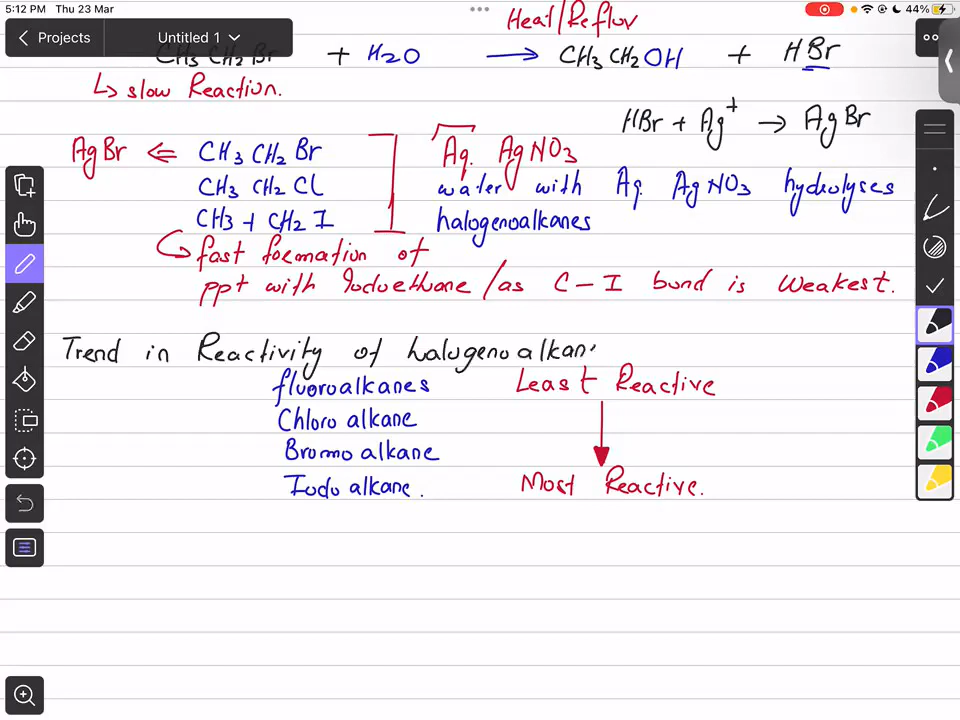 5:12 PM Thu 23 Mar
44%
Projects
Untitled 1
Heat/Reflux
CH3 CH2 Br + H2O → CH3 CH2 OH + HBr
↳ slow Reaction.
HBr + Ag+ → AgBr
AgBr ⇐ CH3 CH2 Br
CH3 CH2 Cl
CH3 + CH2 I
Aq. AgNO3
water with Aq. AgNO3 hydrolyses
halogenoalkanes
fast formation of
ppt with Iodoethane / as C – I bond is Weakest.
Trend in Reactivity of halogenoalkan
fluoroalkanes Least Reactive
Chloro alkane
Bromo alkane
Iodo alkane. Most Reactive.